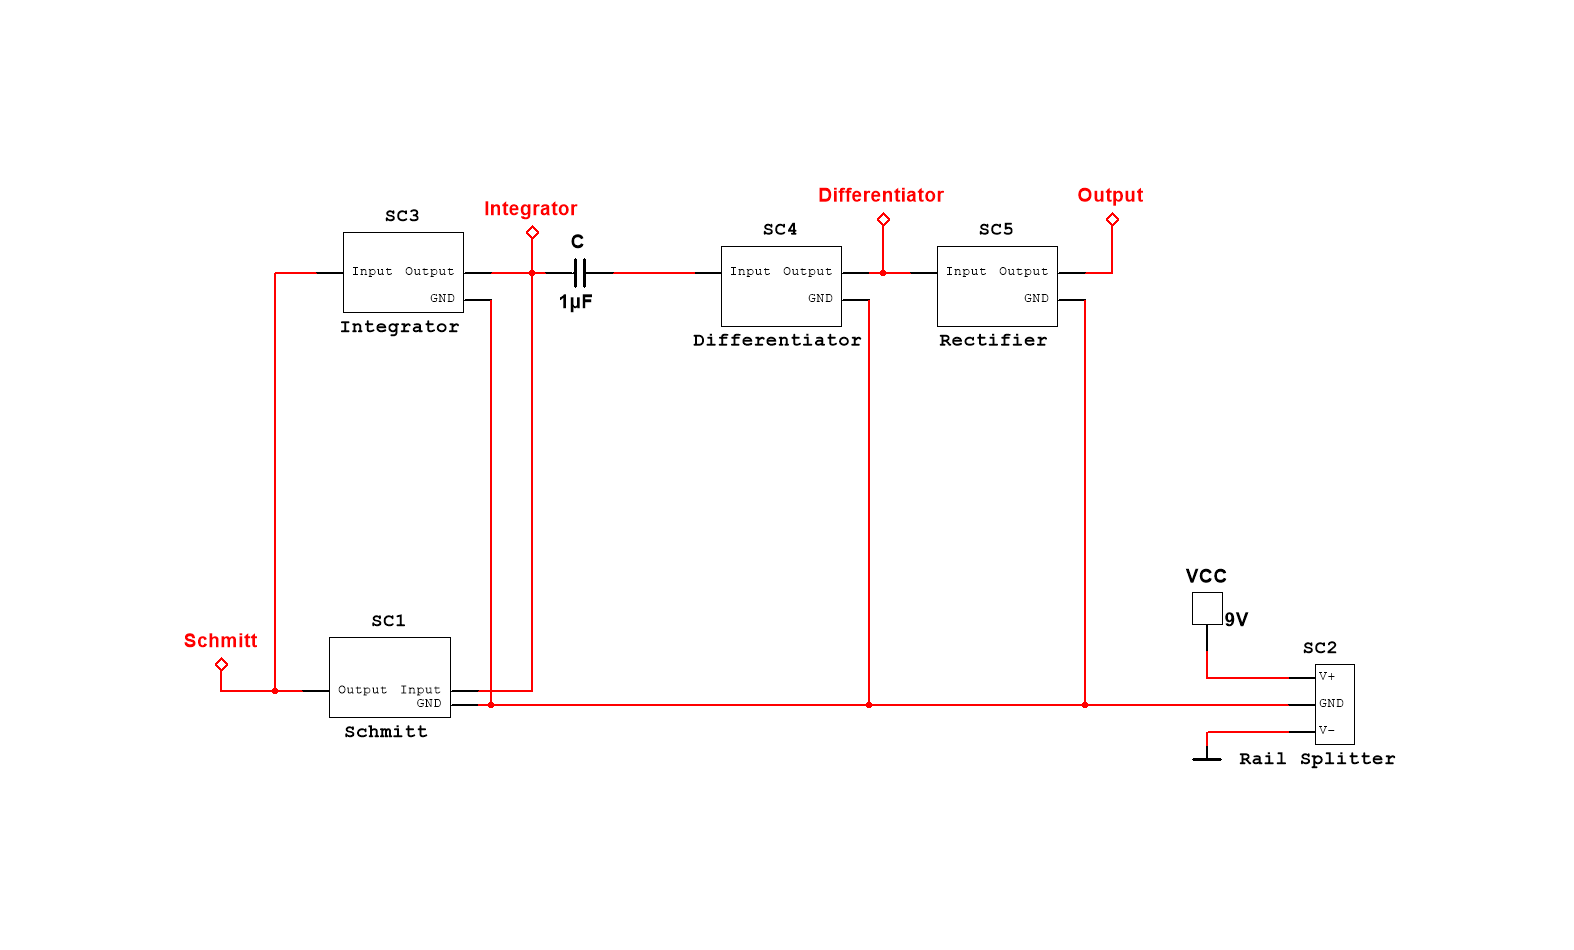 Differentiator
Output
Integrator
SC3
SC4
SC5
C
Input Output
GND
Integrator
1µF
Input Output
GND
Differentiator
Input Output
GND
Rectifier
VCC
9V
Schmitt
SC1
Output Input
GND
Schmitt
SC2
V+
GND
V-
Rail Splitter